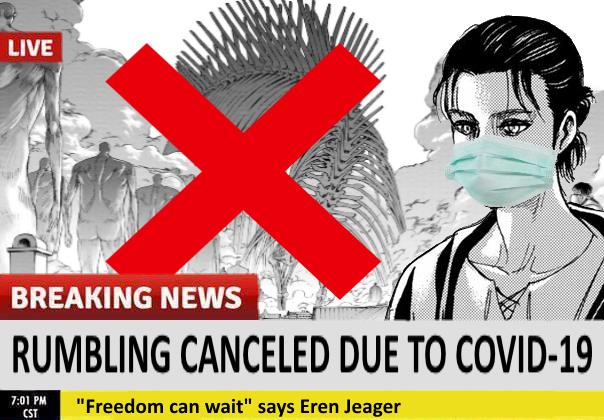 LIVE
BREAKING NEWS
RUMBLING CANCELED DUE TO COVID-19
7:01 PM
CST
"Freedom can wait" says Eren Jeager